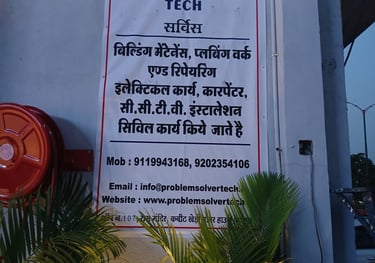 TECH
सर्विस
बिल्डिंग मेंटेनेंस, प्लबिंग वर्क
एण्ड रिपेयरिंग
इलेक्टिकल कार्य, कारपेंटर,
सी.सी.टी.वी. इंस्टालेशन
सिविल कार्य किये जाते है
Mob : 9119943168, 9202354106
Email : info@problemsolvertech
Website : www.problemsolvertech